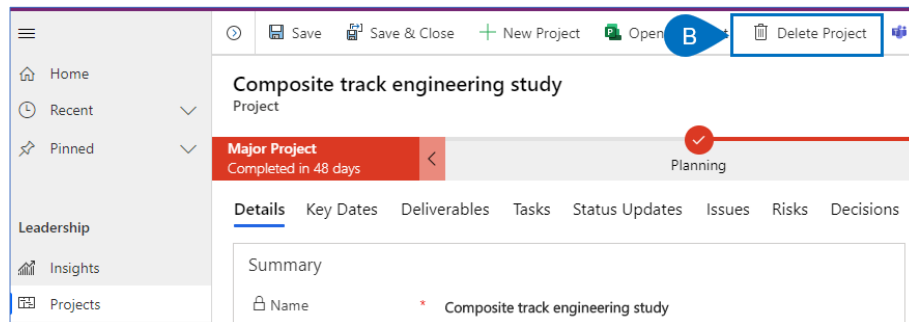 Save
Save & Close
New Project
Open
B
Delete Project
Home
Recent
Pinned
Composite track engineering study
Project
Major Project
Completed in 48 days
Planning
Details Key Dates Deliverables Tasks Status Updates Issues Risks Decisions
Leadership
Insights
Projects
Summary
Name * Composite track engineering study